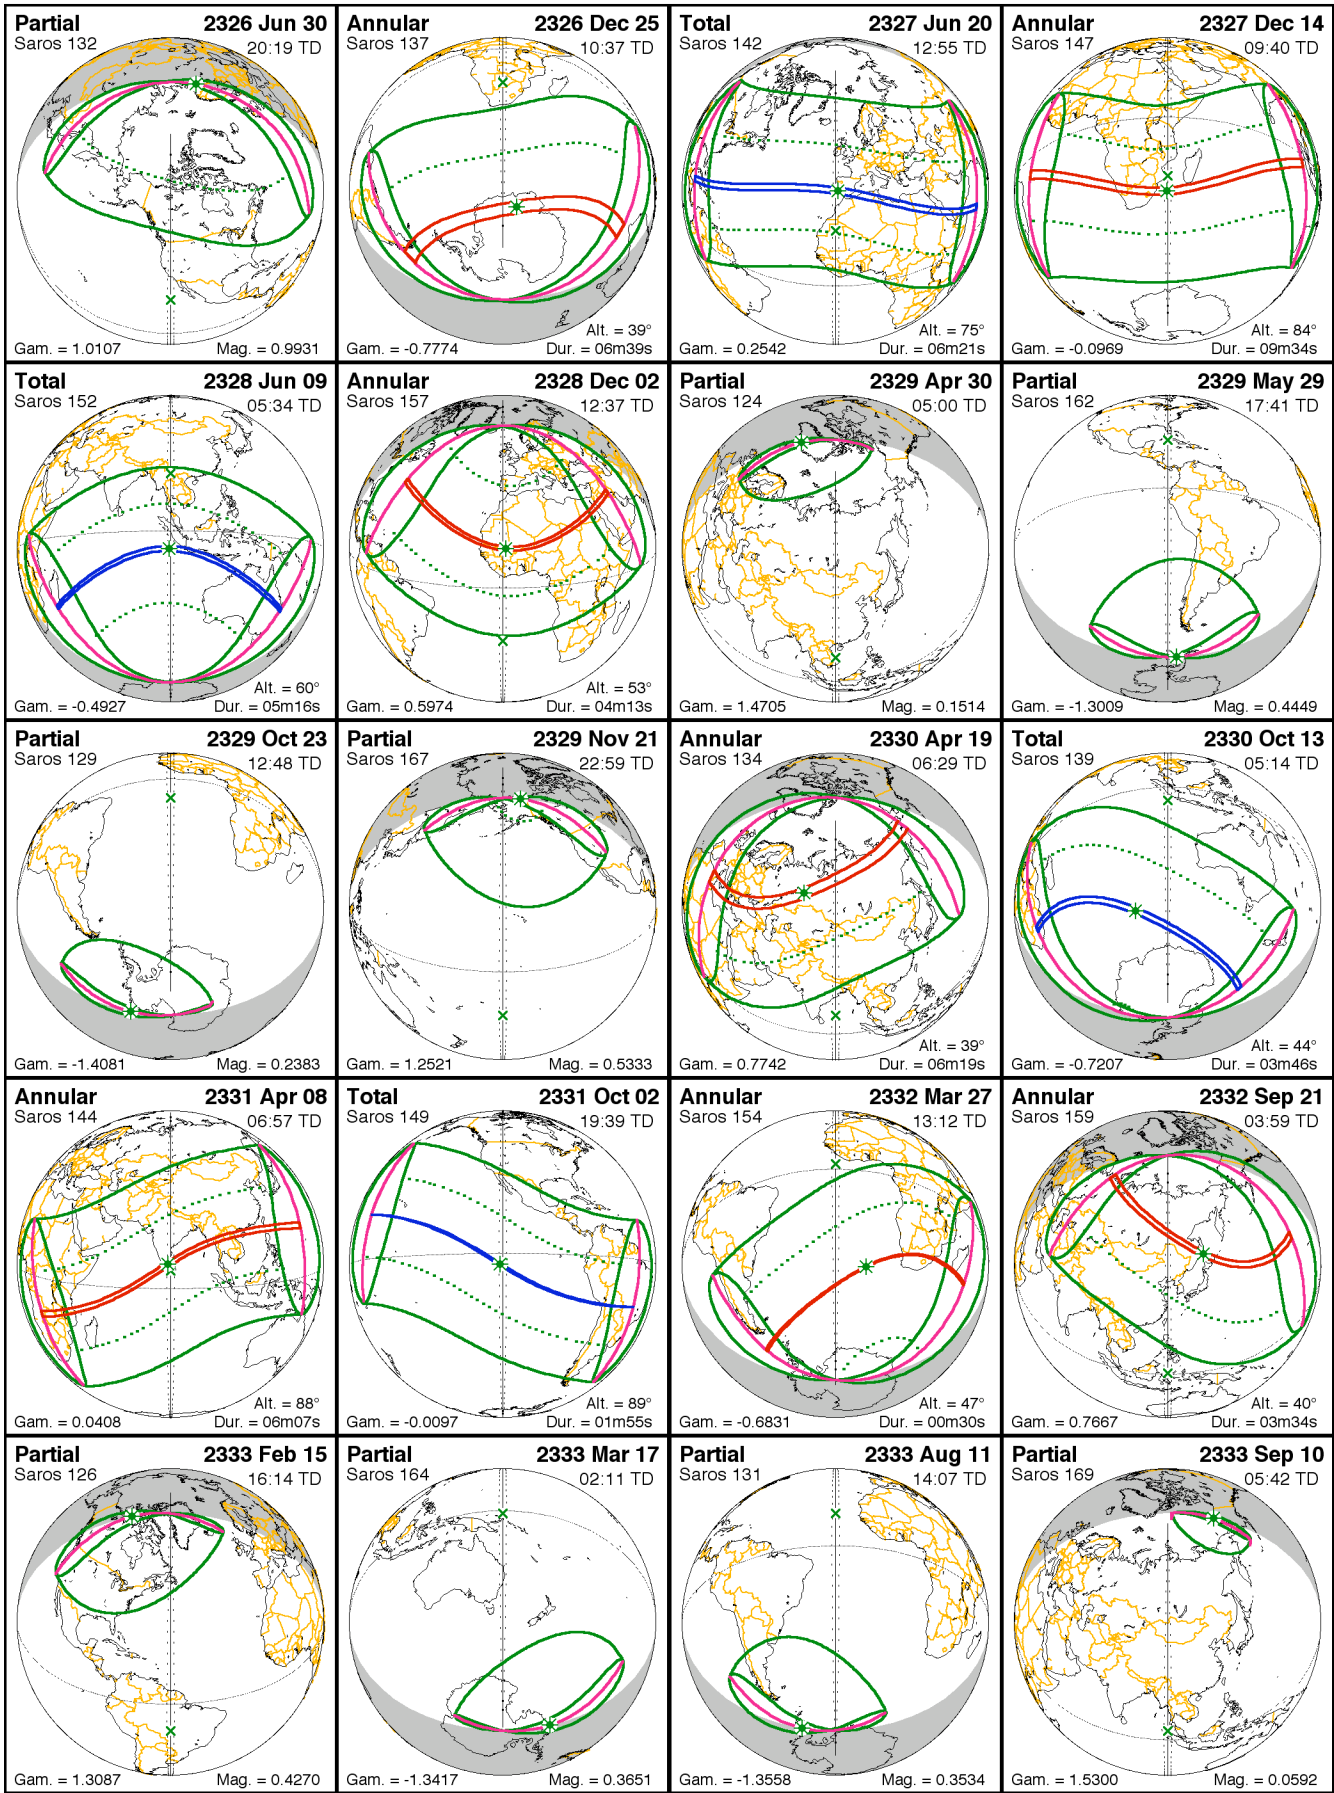 Partial 2326 Jun 30
Saros 132 20:19 TD
Gam. = 1.0107 Mag. = 0.9931
Annular 2326 Dec 25
Saros 137 10:37 TD
Alt. = 39°
Gam. = -0.7774 Dur. = 06m39s
Total 2327 Jun 20
Saros 142 12:55 TD
Alt. = 75°
Gam. = 0.2542 Dur. = 06m21s
Annular 2327 Dec 14
Saros 147 09:40 TD
Alt. = 84°
Gam. = -0.0969 Dur. = 09m34s
Total 2328 Jun 09
Saros 152 05:34 TD
Alt. = 60°
Gam. = -0.4927 Dur. = 05m16s
Annular 2328 Dec 02
Saros 157 12:37 TD
Alt. = 53°
Gam. = 0.5974 Dur. = 04m13s
Partial 2329 Apr 30
Saros 124 05:00 TD
Gam. = 1.4705 Mag. = 0.1514
Partial 2329 May 29
Saros 162 17:41 TD
Gam. = -1.3009 Mag. = 0.4449
Partial 2329 Oct 23
Saros 129 12:48 TD
Gam. = -1.4081 Mag. = 0.2383
Partial 2329 Nov 21
Saros 167 22:59 TD
Gam. = 1.2521 Mag. = 0.5333
Annular 2330 Apr 19
Saros 134 06:29 TD
Alt. = 39°
Gam. = 0.7742 Dur. = 06m19s
Total 2330 Oct 13
Saros 139 05:14 TD
Alt. = 44°
Gam. = -0.7207 Dur. = 03m46s
Annular 2331 Apr 08
Saros 144 06:57 TD
Alt. = 88°
Gam. = 0.0408 Dur. = 06m07s
Total 2331 Oct 02
Saros 149 19:39 TD
Alt. = 89°
Gam. = -0.0097 Dur. = 01m55s
Annular 2332 Mar 27
Saros 154 13:12 TD
Alt. = 47°
Gam. = -0.6831 Dur. = 00m30s
Annular 2332 Sep 21
Saros 159 03:59 TD
Alt. = 40°
Gam. = 0.7667 Dur. = 03m34s
Partial 2333 Feb 15
Saros 126 16:14 TD
Gam. = 1.3087 Mag. = 0.4270
Partial 2333 Mar 17
Saros 164 02:11 TD
Gam. = -1.3417 Mag. = 0.3651
Partial 2333 Aug 11
Saros 131 14:07 TD
Gam. = -1.3558 Mag. = 0.3534
Partial 2333 Sep 10
Saros 169 05:42 TD
Gam. = 1.5300 Mag. = 0.0592